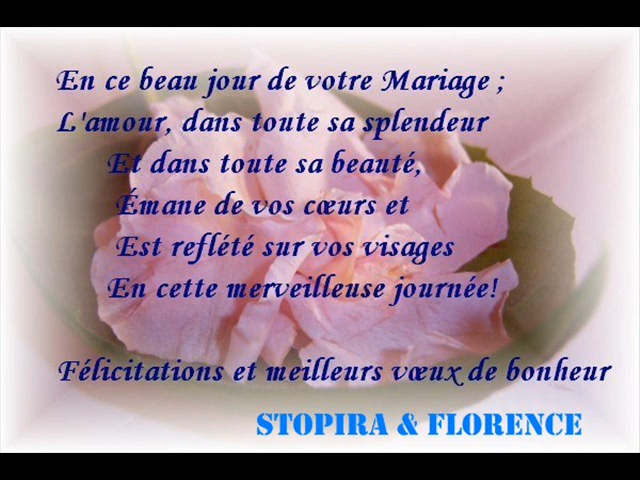 En ce beau jour de votre Mariage ;
L'amour, dans toute sa splendeur
Et dans toute sa beauté,
Émane de vos cœurs et
Est reflété sur vos visages
En cette merveilleuse journée!
Félicitations et meilleurs vœux de bonheur
STOPIRA & FLORENCE